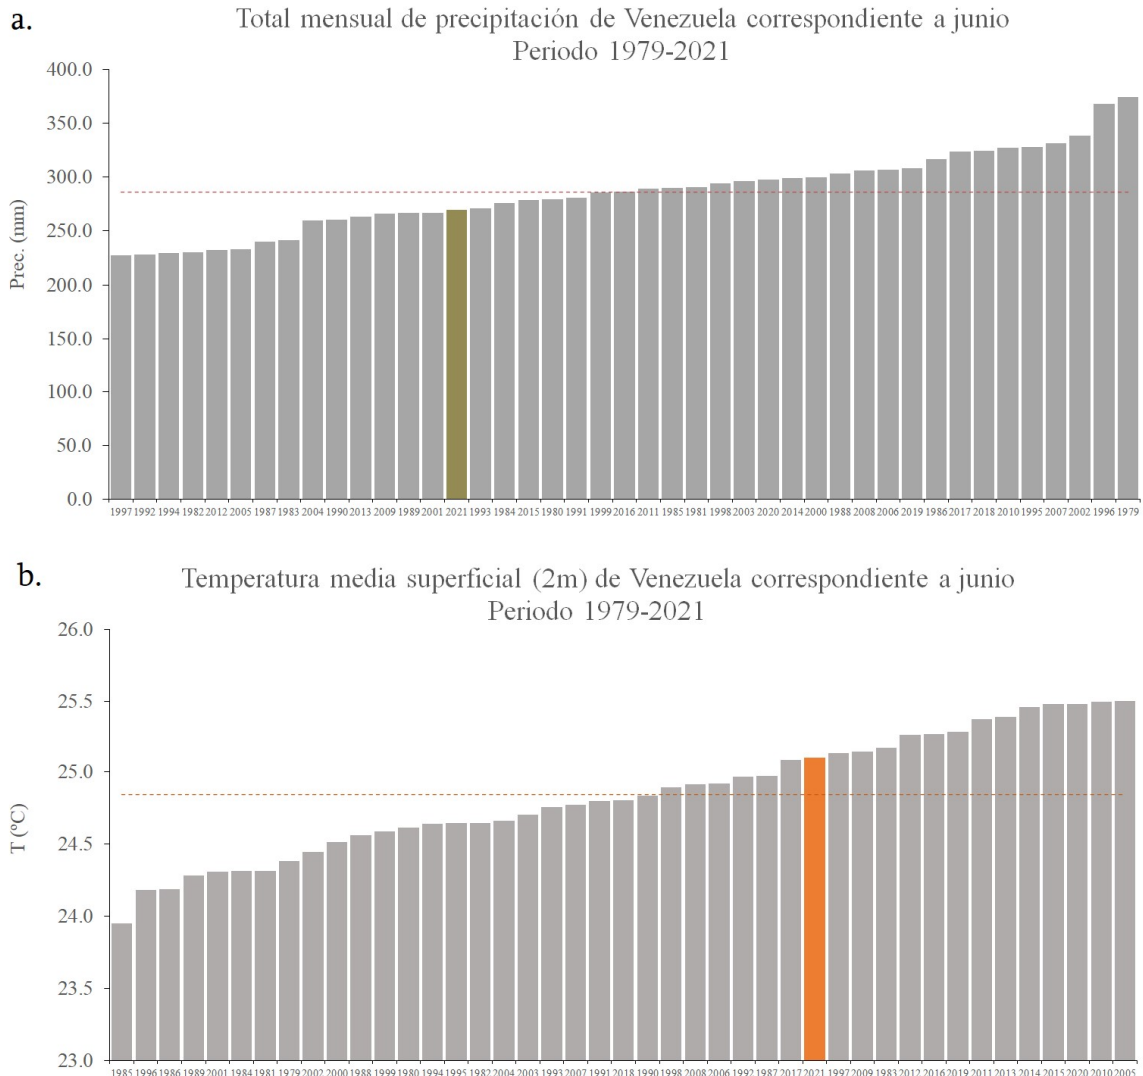 a.
Total mensual de precipitación de Venezuela correspondiente a junio
Periodo 1979-2021
400.0
350.0
300.0
250.0
200.0
150.0
100.0
50.0
0.0
Prec. (mm)
1997 1992 1994 1982 2012 2005 1987 1983 2004 1990 2013 2009 1989 2001 2021 1993 1984 2015 1980 1991 1999 2016 2011 1985 1981 1998 2003 2020 2014 2000 1988 2008 2006 2019 1986 2017 2018 2010 1995 2007 2002 1996 1979
b.
Temperatura media superficial (2m) de Venezuela correspondiente a junio
Periodo 1979-2021
26.0
25.5
25.0
24.5
24.0
23.5
23.0
T (ºC)
1985 1996 1986 1989 2001 1984 1981 1979 2002 2000 1988 1999 1980 1994 1995 1982 2004 2003 1993 2007 1991 2018 1990 1998 2008 2006 1992 1987 2017 2021 1997 2009 1983 2012 2016 2019 2011 2013 2014 2015 2020 2010 2005